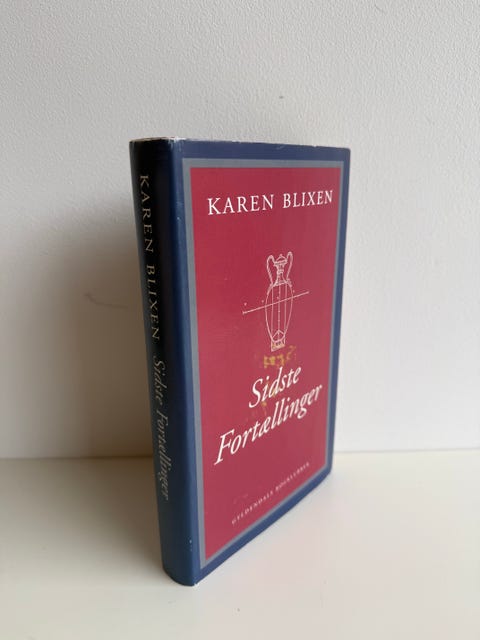 KAREN BLIXEN
Sidste
Fortællinger
GYLDENDALS BOGKLUBBER
KAREN BLIXEN Sidste Fortællinger